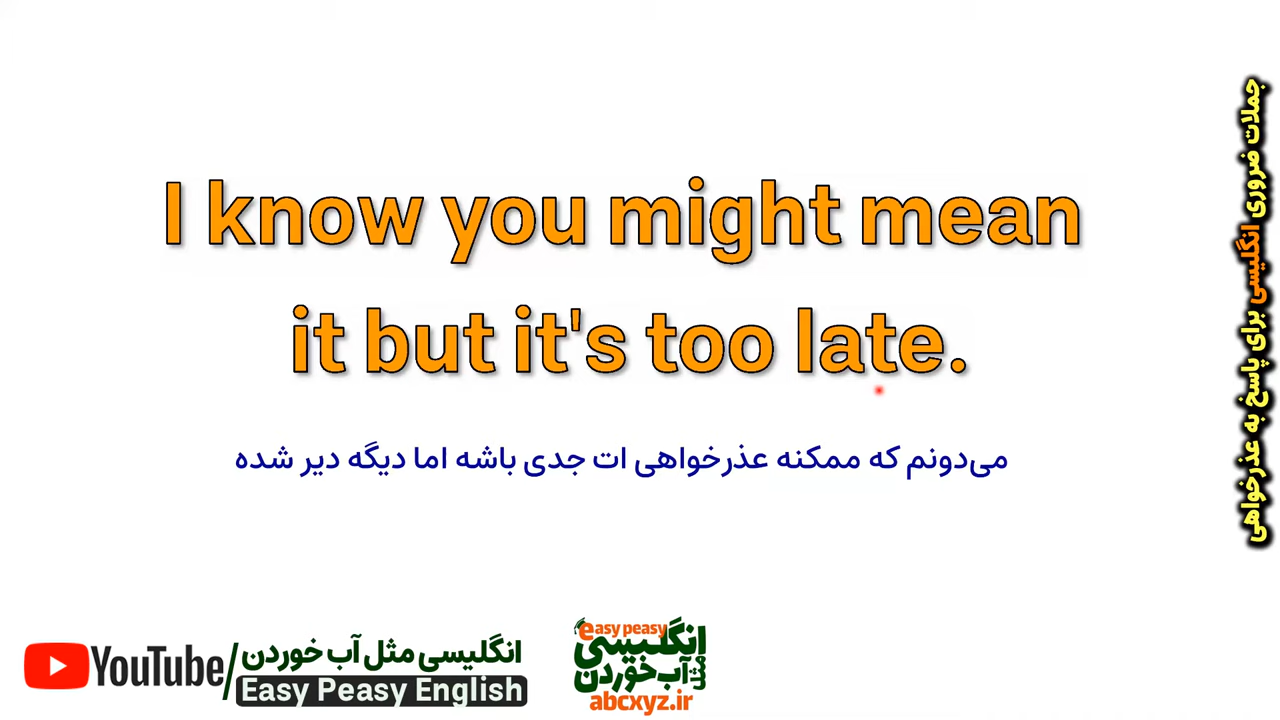 I know you might mean
it but it's too late.
می‌دونم که ممکنه عذرخواهی ات جدی باشه اما دیگه دیر شده
جملات ضروری انگلیسی برای پاسخ به عذرخواهی
YouTube/انگلیسی مثل آب خوردن
Easy Peasy English
easy peasy
انگلیسی
مثل آب خوردن
abcxyz.ir